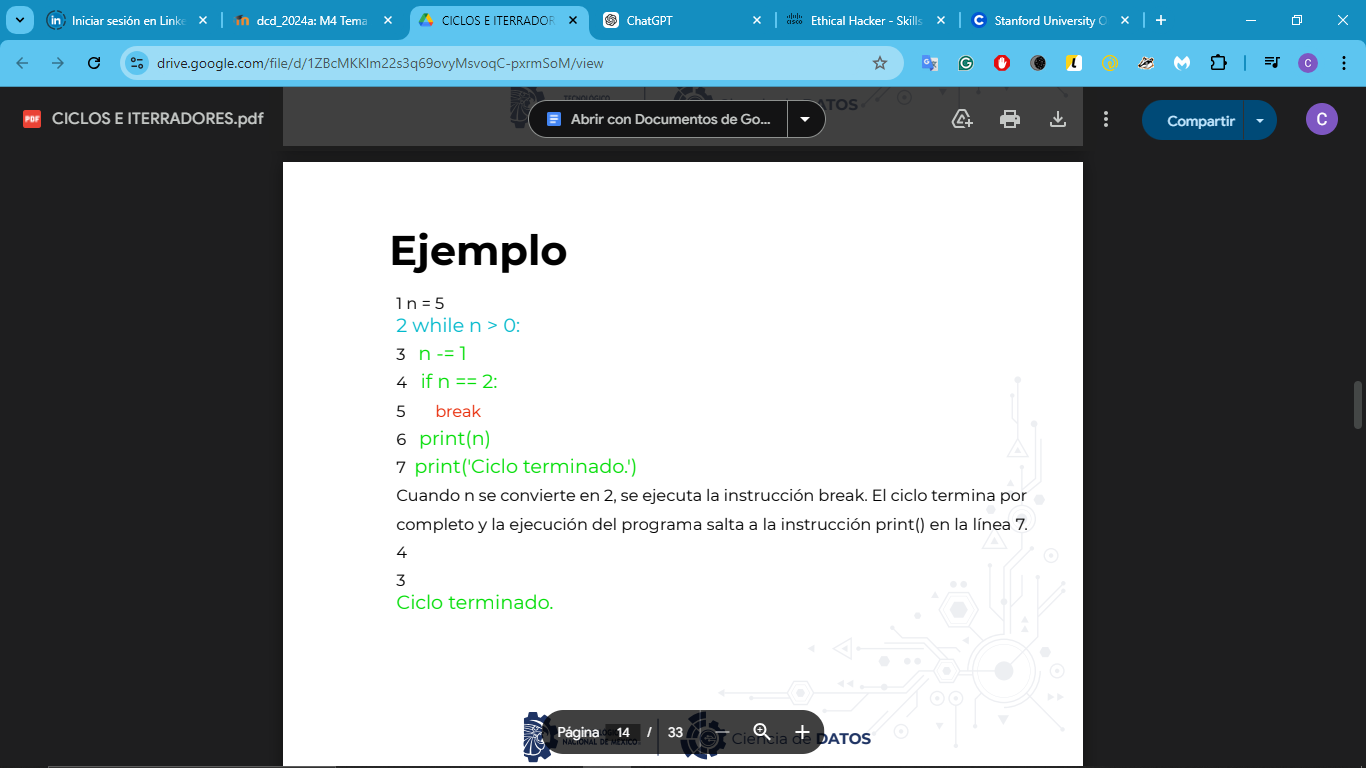 Iniciar sesión en Linke
dcd_2024a: M4 Tema
CICLOS E ITERRADOR
ChatGPT
Ethical Hacker - Skills
Stanford University O
drive.google.com/file/d/1ZBcMKKlm22s3q69ovyMsvoqC-pxrmSoM/view
CICLOS E ITERRADORES.pdf
Abrir con Documentos de Go...
Compartir
C
DATOS
Ejemplo
1 n = 5
2 while n > 0:
3 n -= 1
4 if n == 2:
5 break
6 print(n)
7 print('Ciclo terminado.')
Cuando n se convierte en 2, se ejecuta la instrucción break. El ciclo termina por
completo y la ejecución del programa salta a la instrucción print() en la línea 7.
4
3
Ciclo terminado.
Página 14 / 33
NACIONAL DE MÉXICO
Ciencia de DATOS